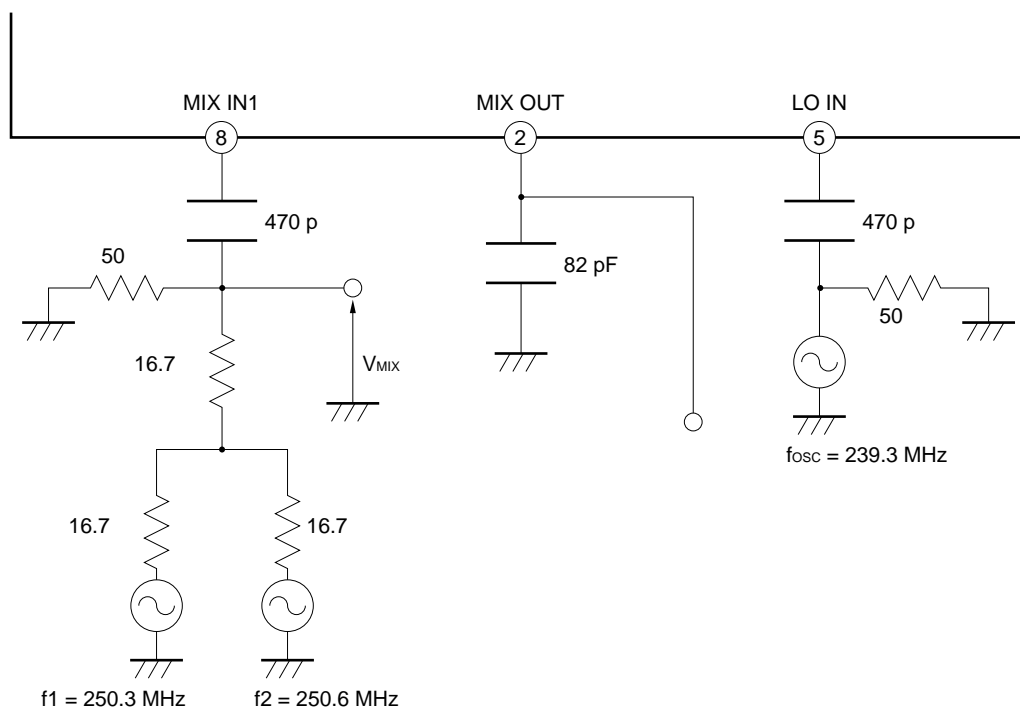 MIX IN1
MIX OUT
LO IN
8
2
5
470 p
470 p
50
82 pF
50
16.7
VMIX
fOSC = 239.3 MHz
16.7
16.7
f1 = 250.3 MHz
f2 = 250.6 MHz